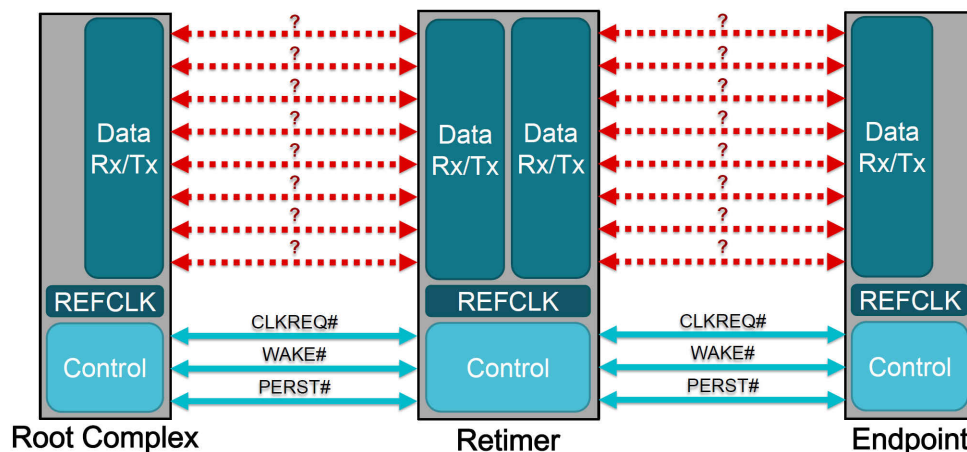 ? ?
? ?
? ?
? ?
? ?
? ?
? ?
? ?
Data
Rx/Tx
Data
Rx/Tx
Data
Rx/Tx
Data
Rx/Tx
REFCLK
REFCLK
REFCLK
Control
CLKREQ#
WAKE#
PERST#
Control
CLKREQ#
WAKE#
PERST#
Control
Root Complex
Retimer
Endpoint